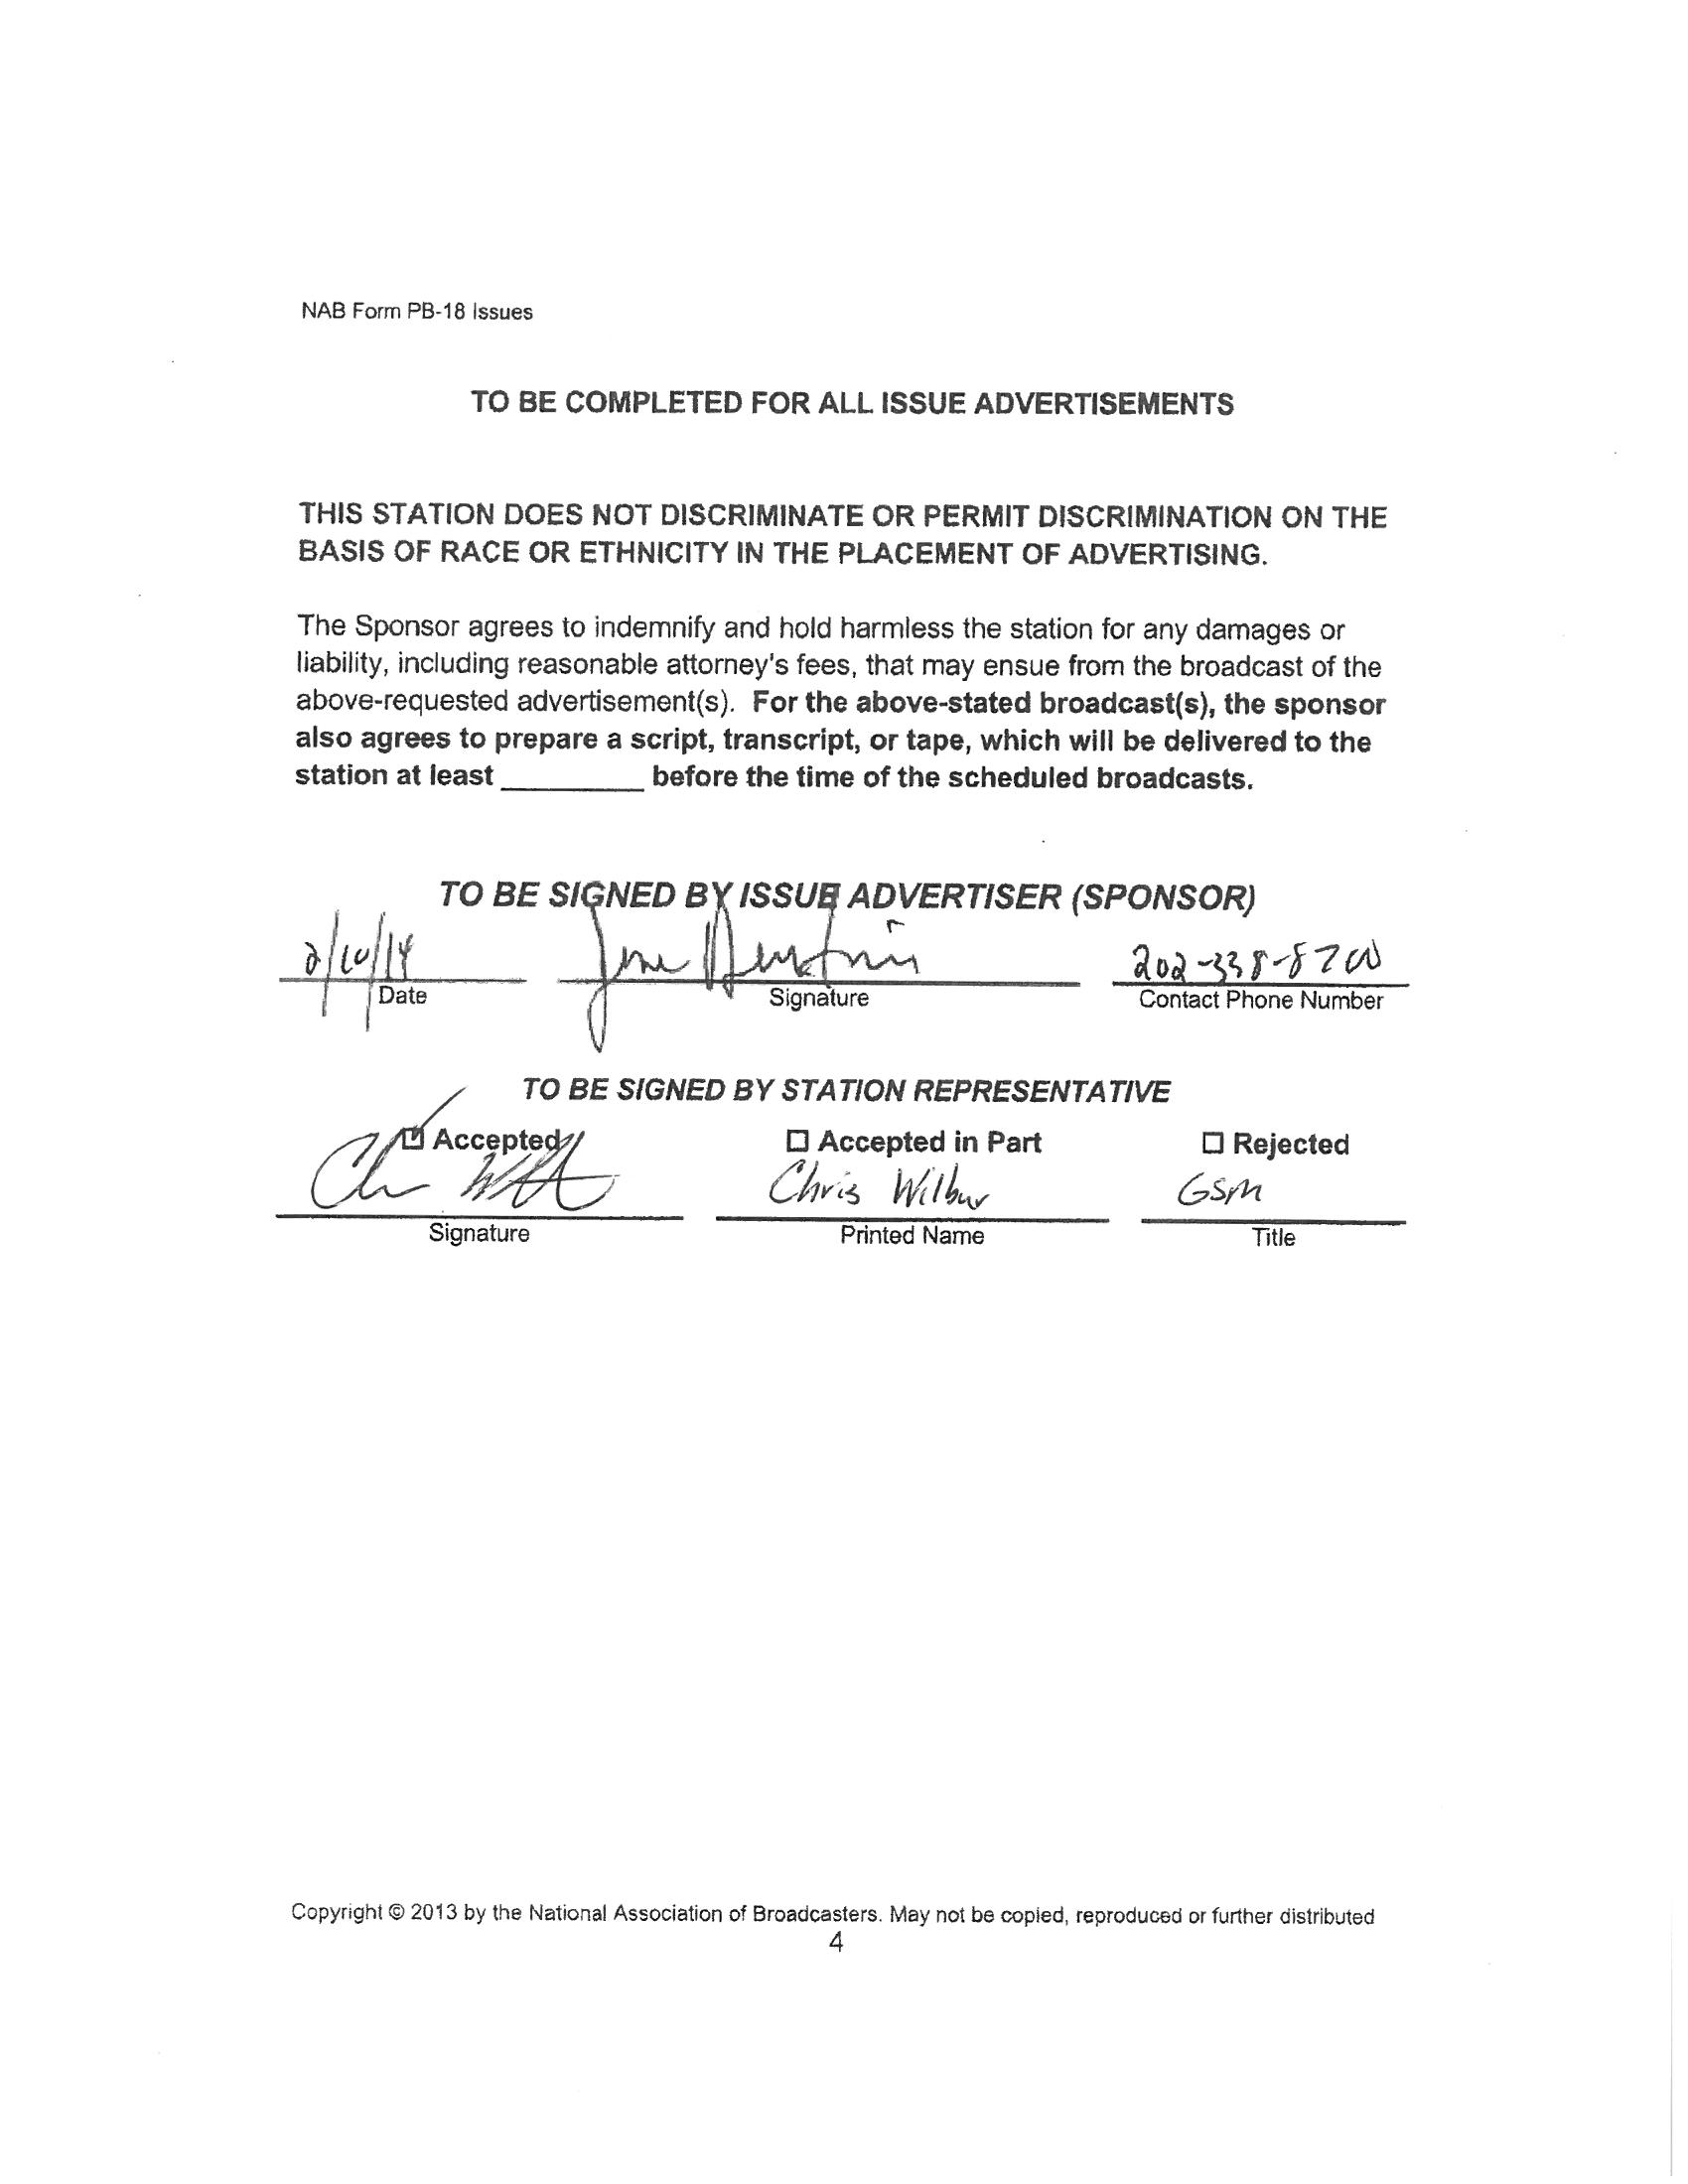 NAB Form PB-18 Issues
TO BE COMPLETED FOR ALL ISSUE ADVERTISEMENTS
THIS STATION DOES NOT DISCRIMINATE OR PERMIT DISCRIMINATION ON THE
BASIS OF RACE OR ETHNICITY IN THE PLACEMENT OF ADVERTISING.
The Sponsor agrees to indemnify and hold harmless the station for any damages or
liability, including reasonable attorney's fees, that may ensue from the broadcast of the
above-requested advertisement(s). For the above-stated broadcast(s), the sponsor
also agrees to prepare a script, transcript, or tape, which will be delivered to the
station at least before the time of the scheduled broadcasts.
TO BE SIGNED BY ISSUE ADVERTISER (SPONSOR)
2/10/14 202-338-8700
Date Signature Contact Phone Number
TO BE SIGNED BY STATION REPRESENTATIVE
Accepted Accepted in Part Rejected
Chris Wilbur GSM
Signature Printed Name Title
Copyright © 2013 by the National Association of Broadcasters. May not be copied, reproduced or further distributed
4